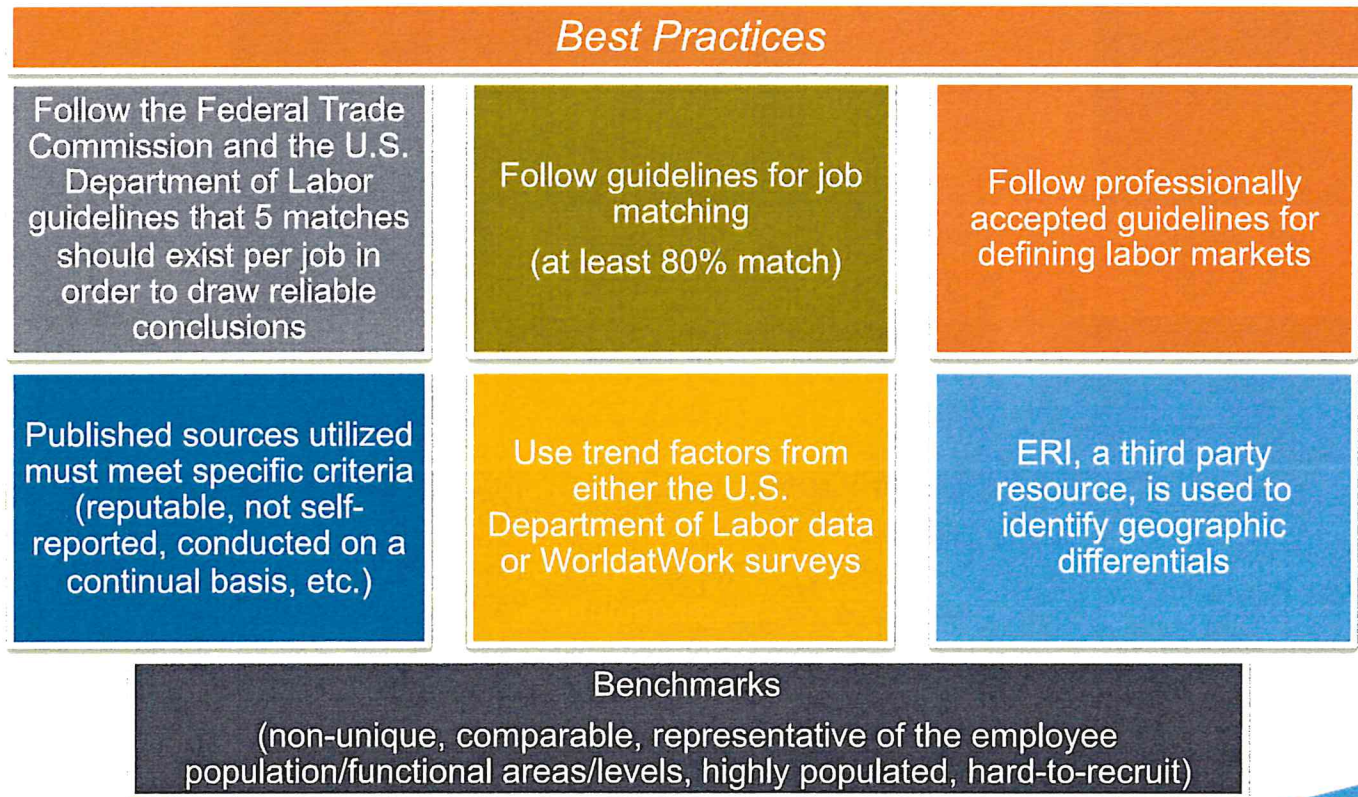 Best Practices
Follow the Federal Trade
Commission and the U.S.
Department of Labor
guidelines that 5 matches
should exist per job in
order to draw reliable
conclusions
Follow guidelines for job
matching
(at least 80% match)
Follow professionally
accepted guidelines for
defining labor markets
Published sources utilized
must meet specific criteria
(reputable, not self-
reported, conducted on a
continual basis, etc.)
Use trend factors from
either the U.S.
Department of Labor data
or WorldatWork surveys
ERI, a third party
resource, is used to
identify geographic
differentials
Benchmarks
(non-unique, comparable, representative of the employee
population/functional areas/levels, highly populated, hard-to-recruit)